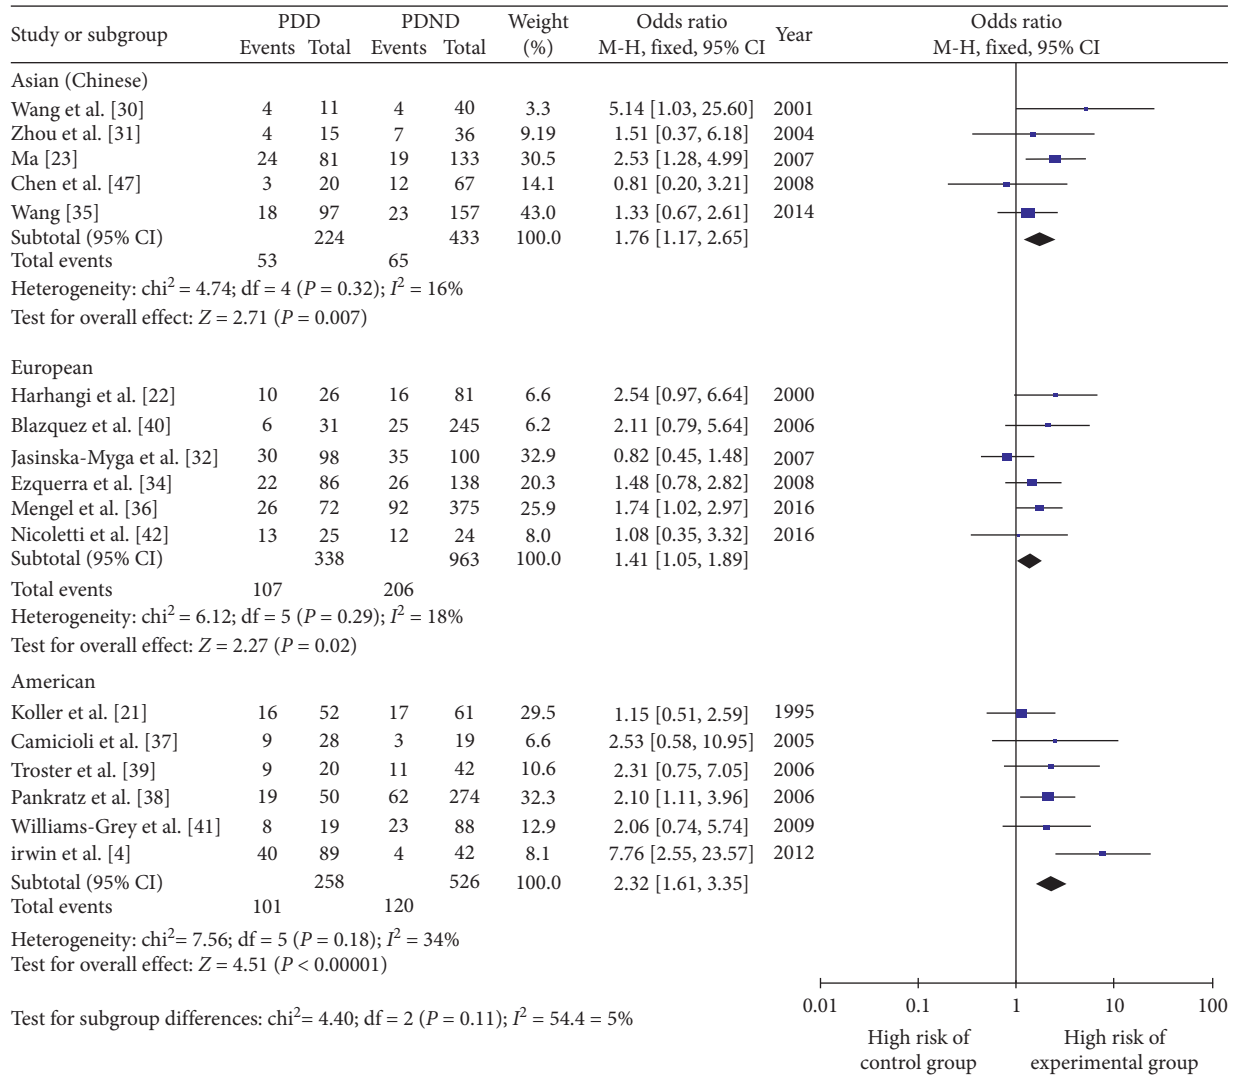 Study or subgroup PDD PDND Weight (%) Odds ratio M-H, fixed, 95% CI Year Odds ratio M-H, fixed, 95% CI
Events Total Events Total
Asian (Chinese)
Wang et al. [30] 4 11 4 40 3.3 5.14 [1.03, 25.60] 2001
Zhou et al. [31] 4 15 7 36 9.19 1.51 [0.37, 6.18] 2004
Ma [23] 24 81 19 133 30.5 2.53 [1.28, 4.99] 2007
Chen et al. [47] 3 20 12 67 14.1 0.81 [0.20, 3.21] 2008
Wang [35] 18 97 23 157 43.0 1.33 [0.67, 2.61] 2014
Subtotal (95% CI) 224 433 100.0 1.76 [1.17, 2.65]
Total events 53 65
Heterogeneity: chi² = 4.74; df = 4 (P = 0.32); I² = 16%
Test for overall effect: Z = 2.71 (P = 0.007)
European
Harhangi et al. [22] 10 26 16 81 6.6 2.54 [0.97, 6.64] 2000
Blazquez et al. [40] 6 31 25 245 6.2 2.11 [0.79, 5.64] 2006
Jasinska-Myga et al. [32] 30 98 35 100 32.9 0.82 [0.45, 1.48] 2007
Ezquerra et al. [34] 22 86 26 138 20.3 1.48 [0.78, 2.82] 2008
Mengel et al. [36] 26 72 92 375 25.9 1.74 [1.02, 2.97] 2016
Nicoletti et al. [42] 13 25 12 24 8.0 1.08 [0.35, 3.32] 2016
Subtotal (95% CI) 338 963 100.0 1.41 [1.05, 1.89]
Total events 107 206
Heterogeneity: chi² = 6.12; df = 5 (P = 0.29); I² = 18%
Test for overall effect: Z = 2.27 (P = 0.02)
American
Koller et al. [21] 16 52 17 61 29.5 1.15 [0.51, 2.59] 1995
Camicioli et al. [37] 9 28 3 19 6.6 2.53 [0.58, 10.95] 2005
Troster et al. [39] 9 20 11 42 10.6 2.31 [0.75, 7.05] 2006
Pankratz et al. [38] 19 50 62 274 32.3 2.10 [1.11, 3.96] 2006
Williams-Grey et al. [41] 8 19 23 88 12.9 2.06 [0.74, 5.74] 2009
irwin et al. [4] 40 89 4 42 8.1 7.76 [2.55, 23.57] 2012
Subtotal (95% CI) 258 526 100.0 2.32 [1.61, 3.35]
Total events 101 120
Heterogeneity: chi²= 7.56; df = 5 (P = 0.18); I² = 34%
Test for overall effect: Z = 4.51 (P < 0.00001)
Test for subgroup differences: chi²= 4.40; df = 2 (P = 0.11); I² = 54.4 = 5%
0.01 0.1 1 10 100
High risk of control group
High risk of experimental group